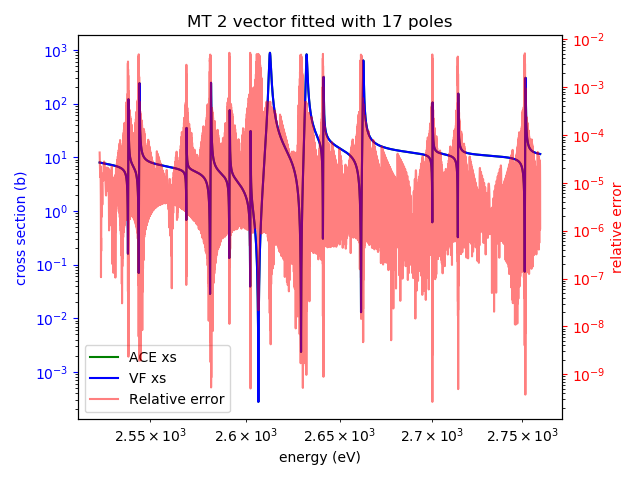 MT 2 vector fitted with 17 poles
10³
10²
10¹
10⁰
10⁻¹
10⁻²
10⁻³
cross section (b)
10⁻²
10⁻³
10⁻⁴
10⁻⁵
10⁻⁶
10⁻⁷
10⁻⁸
10⁻⁹
relative error
ACE xs
VF xs
Relative error
2.55 × 10³ 2.6 × 10³ 2.65 × 10³ 2.7 × 10³ 2.75 × 10³
energy (eV)